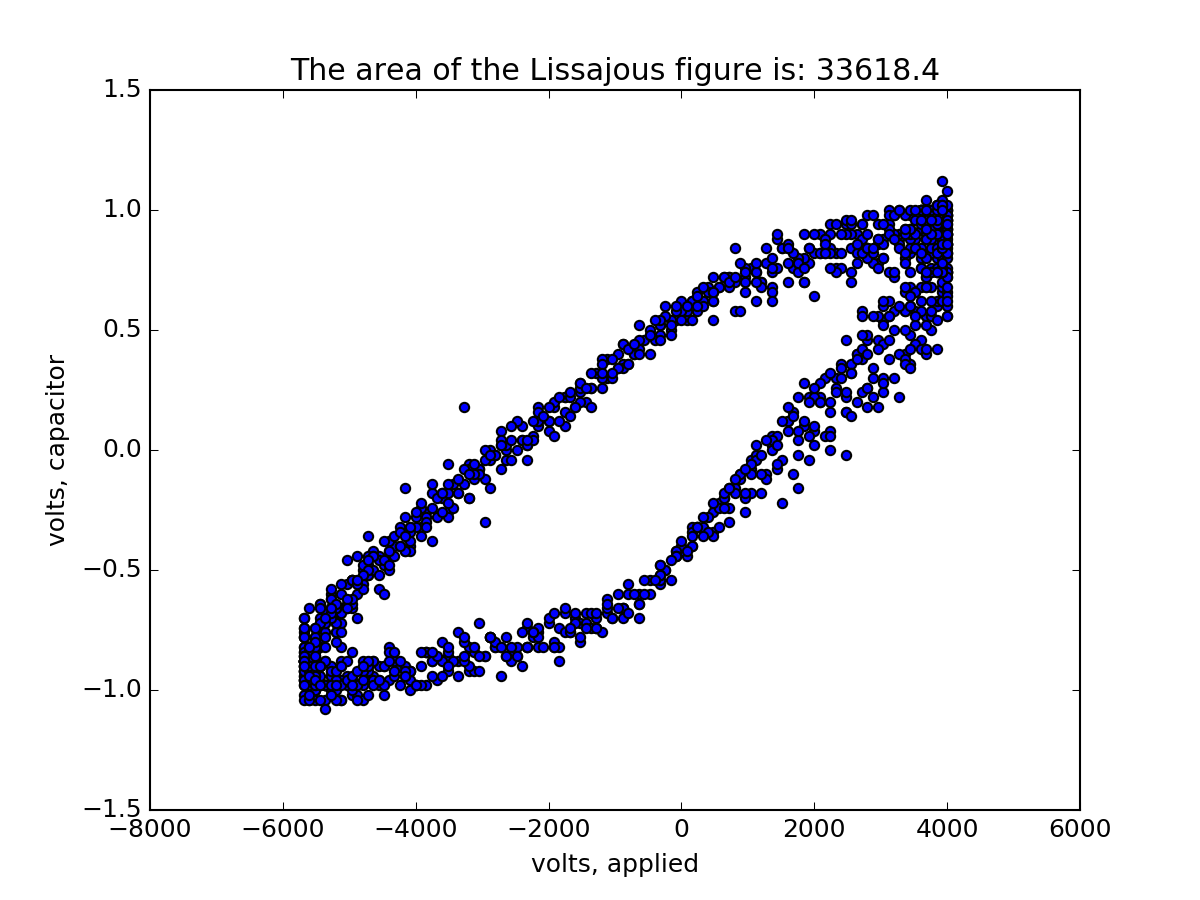 The area of the Lissajous figure is: 33618.4
1.5
1.0
0.5
0.0
−0.5
−1.0
−1.5
volts, capacitor
−8000 −6000 −4000 −2000 0 2000 4000 6000
volts, applied